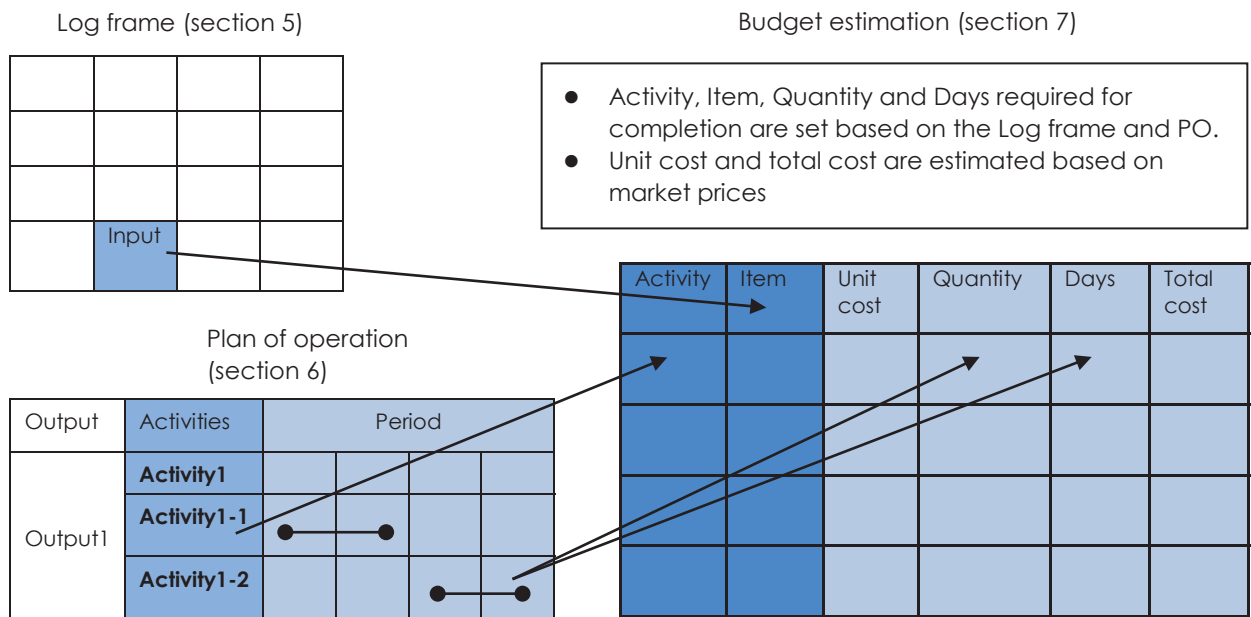 Log frame (section 5)
Input
Budget estimation (section 7)
● Activity, Item, Quantity and Days required for
completion are set based on the Log frame and PO.
● Unit cost and total cost are estimated based on
market prices
Activity Item Unit Quantity Days Total
cost cost
Plan of operation
(section 6)
Output Activities Period
Activity1
Activity1-1
Output1
Activity1-2